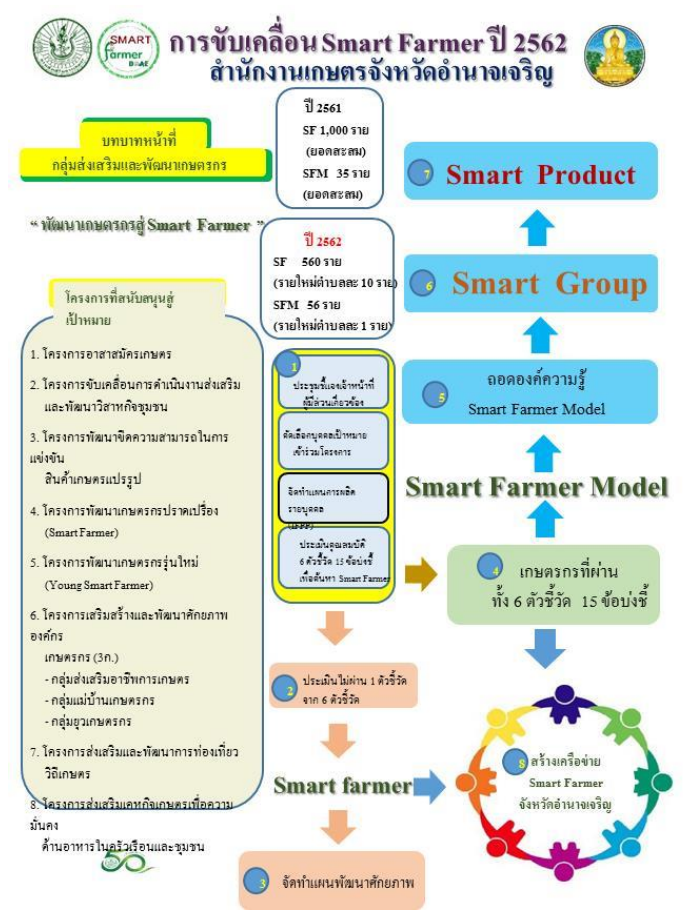 SMART
Farmer
DOAE
การขับเคลื่อน Smart Farmer ปี 2562
สำนักงานเกษตรจังหวัดอำนาจเจริญ
บทบาทหน้าที่
กลุ่มส่งเสริมและพัฒนาเกษตรกร
ปี 2561
SF 1,000 ราย
(ยอดสะสม)
SFM 35 ราย
(ยอดสะสม)
“ พัฒนาเกษตรกรสู่ Smart Farmer ”
ปี 2562
SF 560 ราย
(รายใหม่ตำบลละ 10 ราย)
SFM 56 ราย
(รายใหม่ตำบลละ 1 ราย)
โครงการที่สนับสนุนสู่
เป้าหมาย
1. โครงการอาสาสมัครเกษตร
2. โครงการขับเคลื่อนการดำเนินงานส่งเสริม
และพัฒนาวิสาหกิจชุมชน
3. โครงการพัฒนาขีดความสามารถในการ
แข่งขัน
สินค้าเกษตรแปรรูป
4. โครงการพัฒนาเกษตรกรปราดเปรื่อง
(Smart Farmer)
5. โครงการพัฒนาเกษตรกรรุ่นใหม่
(Young Smart Farmer)
6. โครงการเสริมสร้างและพัฒนาศักยภาพ
องค์กร
เกษตรกร (3ก.)
- กลุ่มส่งเสริมอาชีพการเกษตร
- กลุ่มแม่บ้านเกษตรกร
- กลุ่มยุวเกษตรกร
7. โครงการส่งเสริมและพัฒนาการท่องเที่ยว
วิถีเกษตร
8. โครงการส่งเสริมเคหกิจเกษตรเพื่อความ
มั่นคง
ด้านอาหารในครัวเรือนและชุมชน
50
1
ประชุมชี้แจงเจ้าหน้าที่
ผู้มีส่วนเกี่ยวข้อง
คัดเลือกบุคคลเป้าหมาย
เข้าร่วมโครงการ
จัดทำแผนการผลิต
รายบุคคล
(IFPP)
ประเมินคุณสมบัติ
6 ตัวชี้วัด 15 ข้อบ่งชี้
เพื่อค้นหา Smart Farmer
2
ประเมินไม่ผ่าน 1 ตัวชี้วัด
จาก 6 ตัวชี้วัด
Smart farmer
3 จัดทำแผนพัฒนาศักยภาพ
7 Smart Product
6 Smart Group
5
ถอดองค์ความรู้
Smart Farmer Model
Smart Farmer Model
4 เกษตรกรที่ผ่าน
ทั้ง 6 ตัวชี้วัด 15 ข้อบ่งชี้
8 สร้างเครือข่าย
Smart Farmer
จังหวัดอำนาจเจริญ